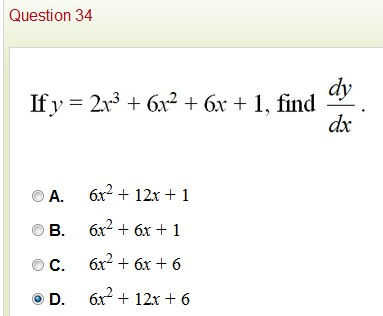 Question 34
If y = 2x³ + 6x² + 6x + 1, find dy/dx.
A. 6x² + 12x + 1
B. 6x² + 6x + 1
C. 6x² + 6x + 6
D. 6x² + 12x + 6